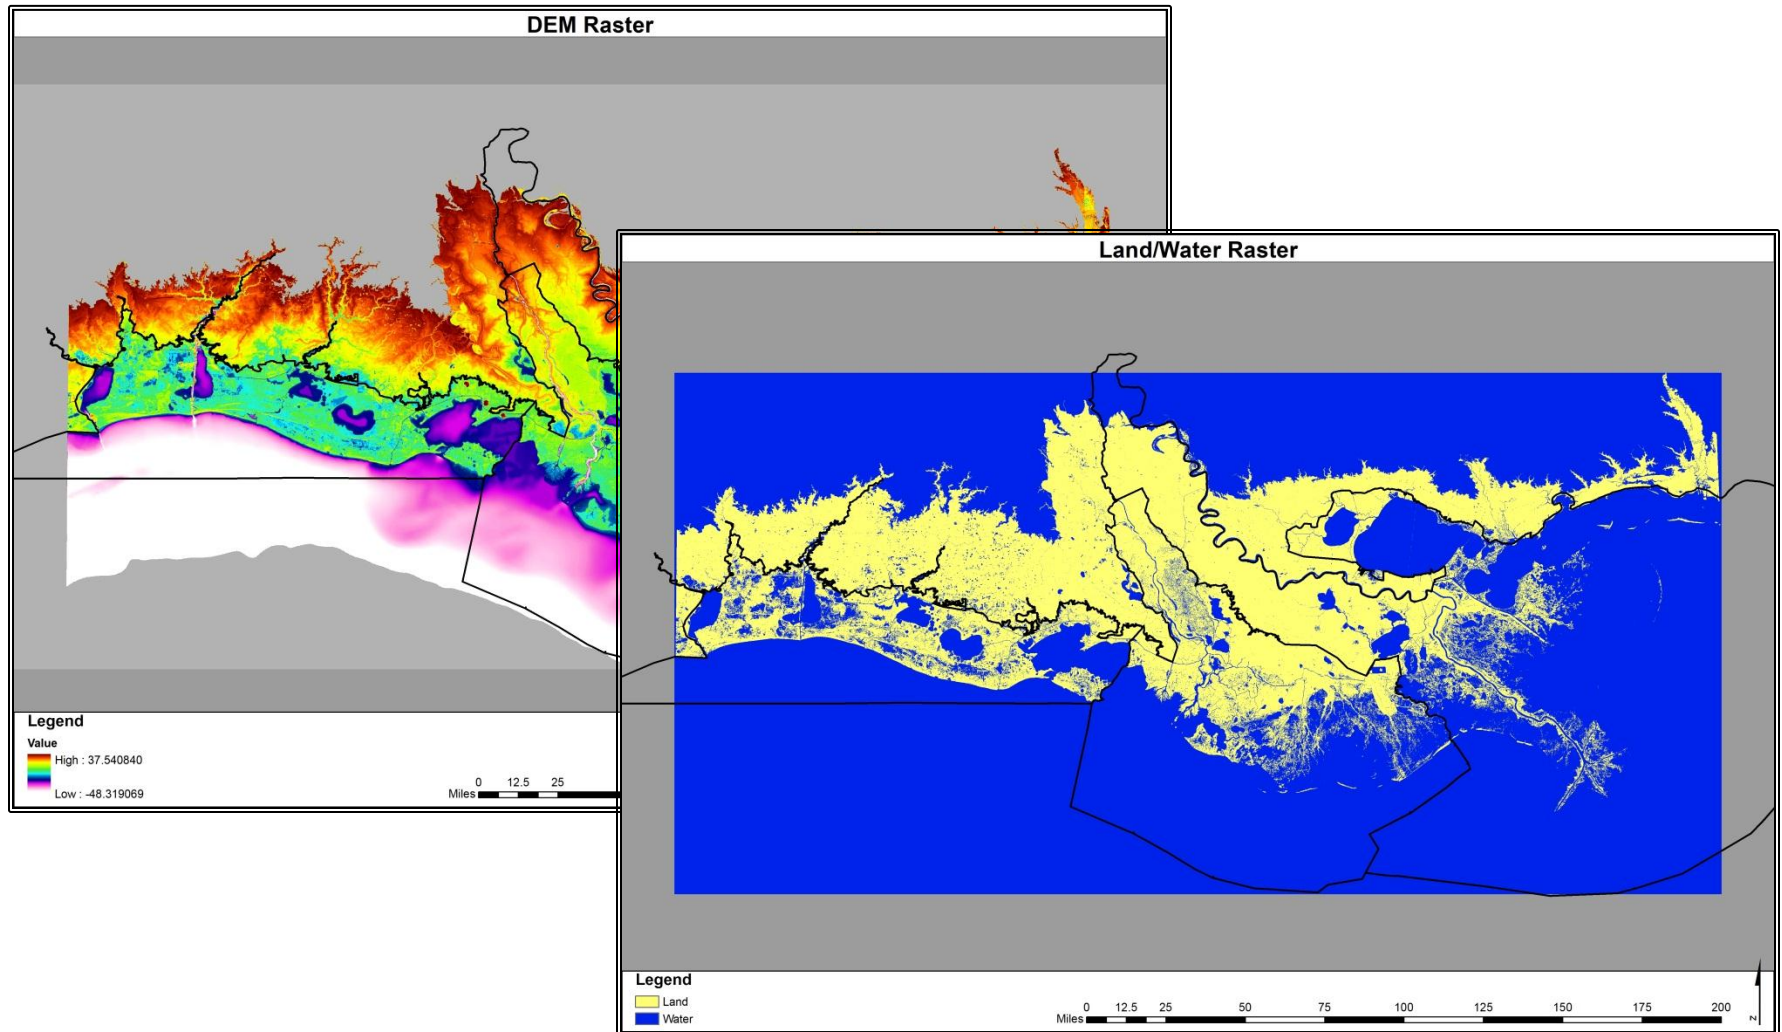 DEM Raster
Legend
Value
High : 37.540840
Low : -48.319069
Miles
0 12.5 25
Land/Water Raster
Legend
Land
Water
Miles
0 12.5 25 50 75 100 125 150 175 200
N